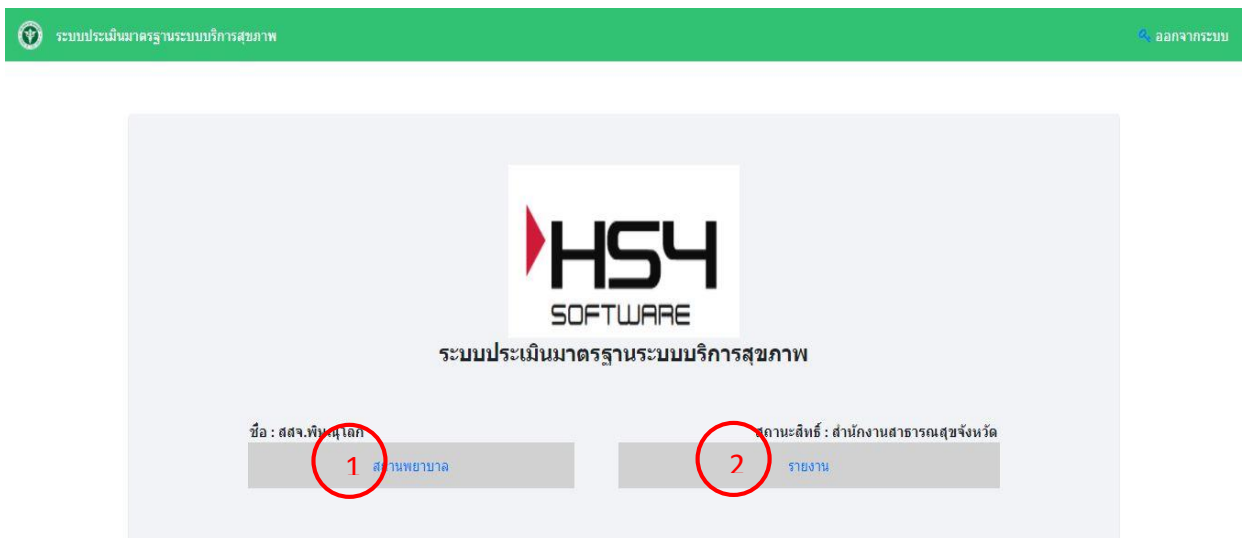 ระบบประเมินมาตรฐานระบบบริการสุขภาพ
ออกจากระบบ
HS4
SOFTWARE
ระบบประเมินมาตรฐานระบบบริการสุขภาพ
ชื่อ : สสจ.พิษณุโลก
สถานะสิทธิ์ : สำนักงานสาธารณสุขจังหวัด
1 สถานพยาบาล
2 รายงาน